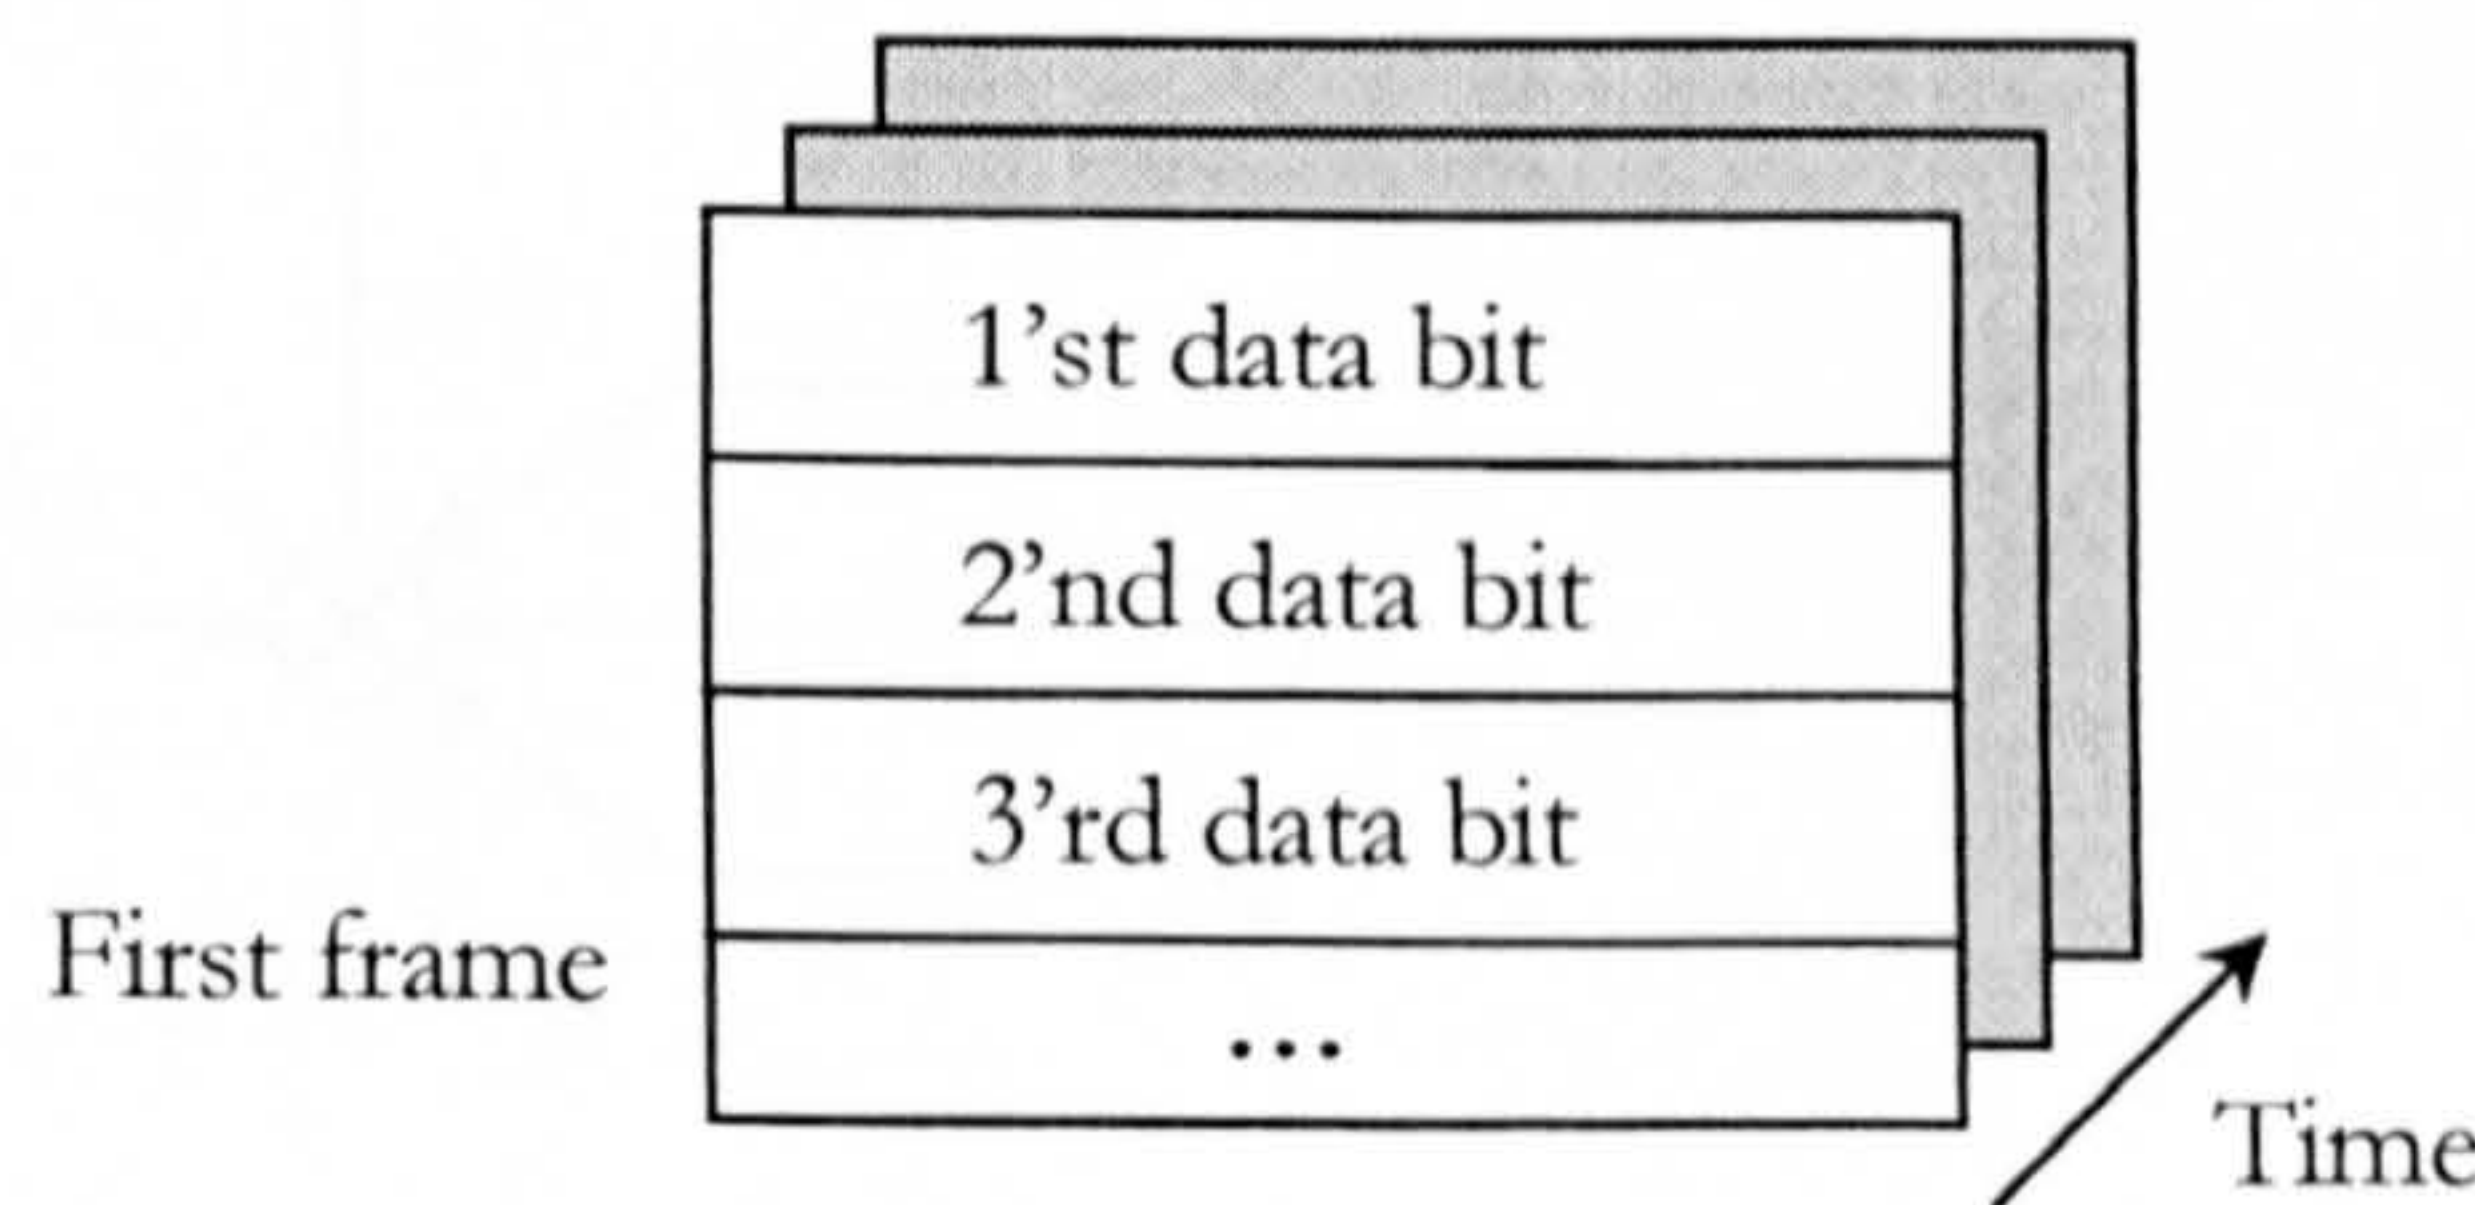 1’st data bit
2’nd data bit
3’rd data bit
First frame
...
Time